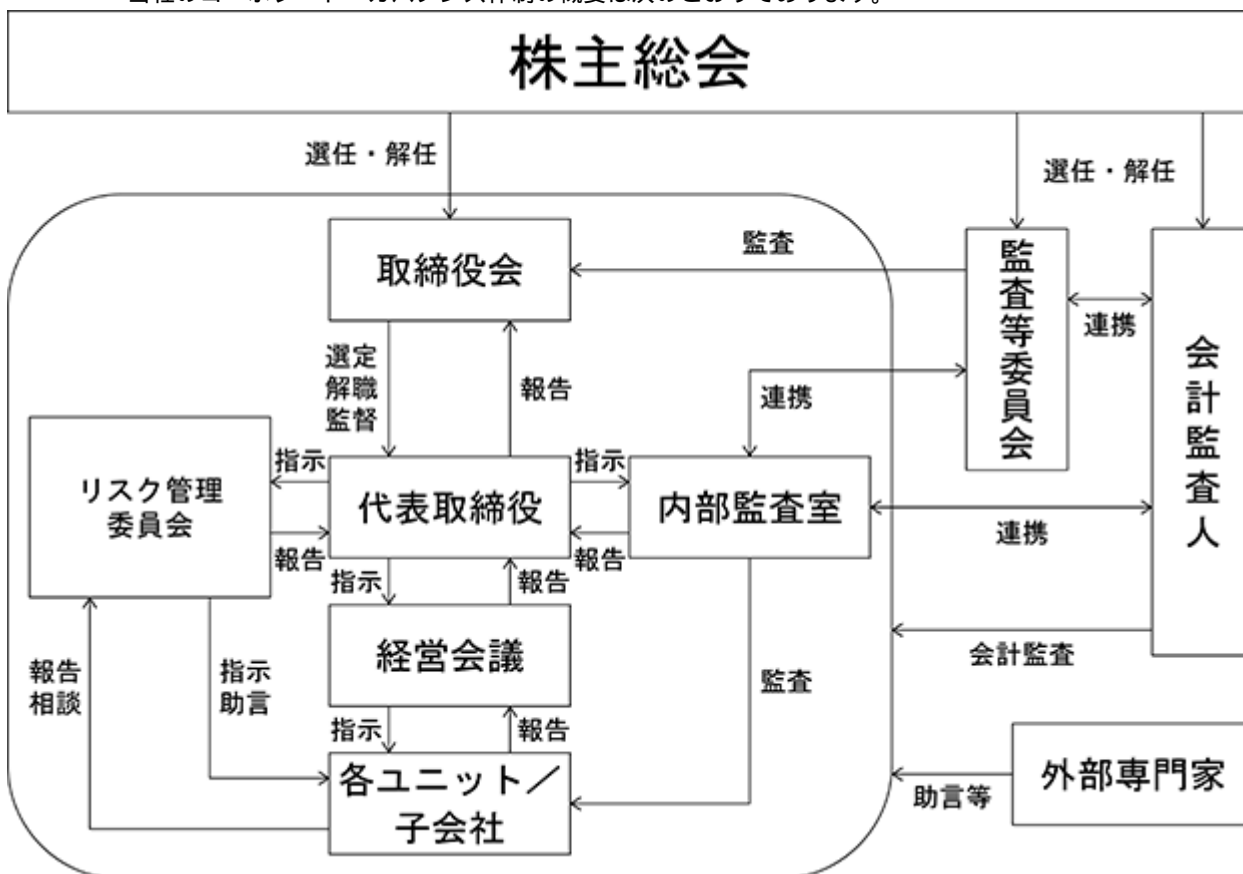 株主総会
選任・解任
選任・解任
取締役会
監査
監査等委員会
連携
会計監査人
選定
解職
監督
報告
連携
リスク管理
委員会
指示
報告
代表取締役
指示
報告
内部監査室
連携
指示
報告
経営会議
会計監査
報告
相談
指示
助言
監査
指示
報告
各ユニット/
子会社
助言等
外部専門家